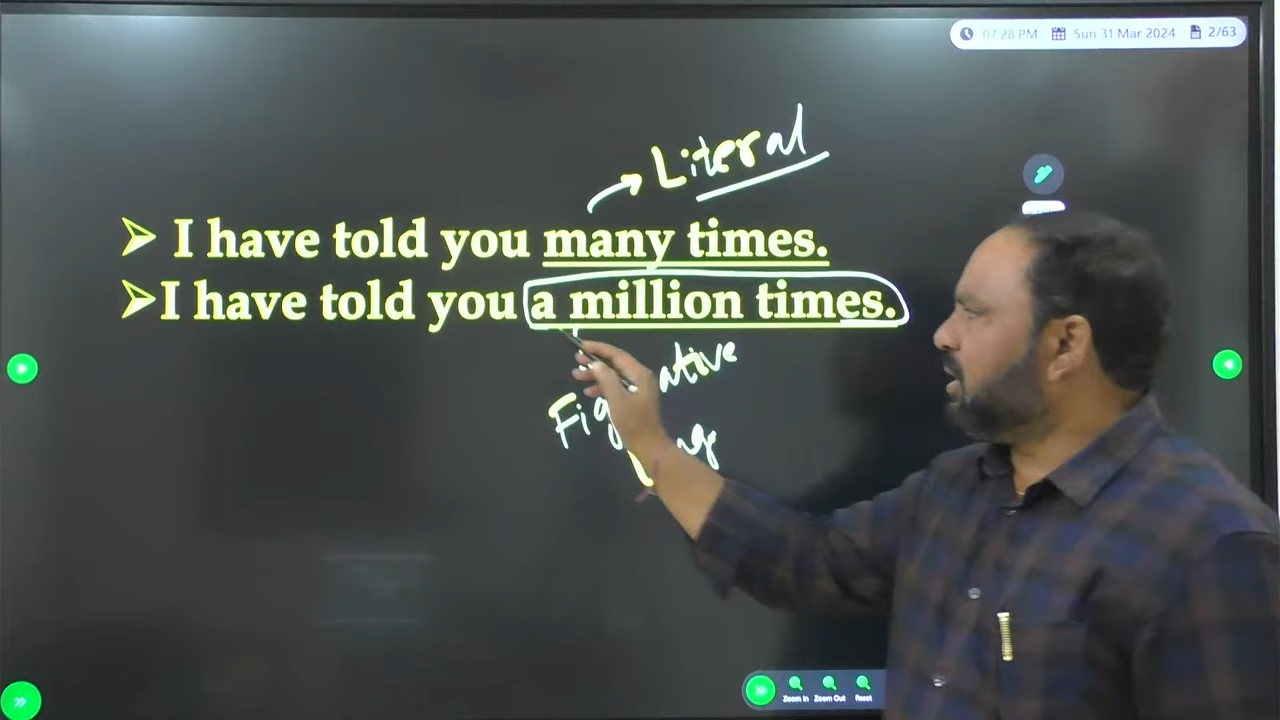 07:28 PM Sun 31 Mar 2024 2/63
Literal
I have told you many times.
I have told you a million times.
Zoom In Zoom Out Reset